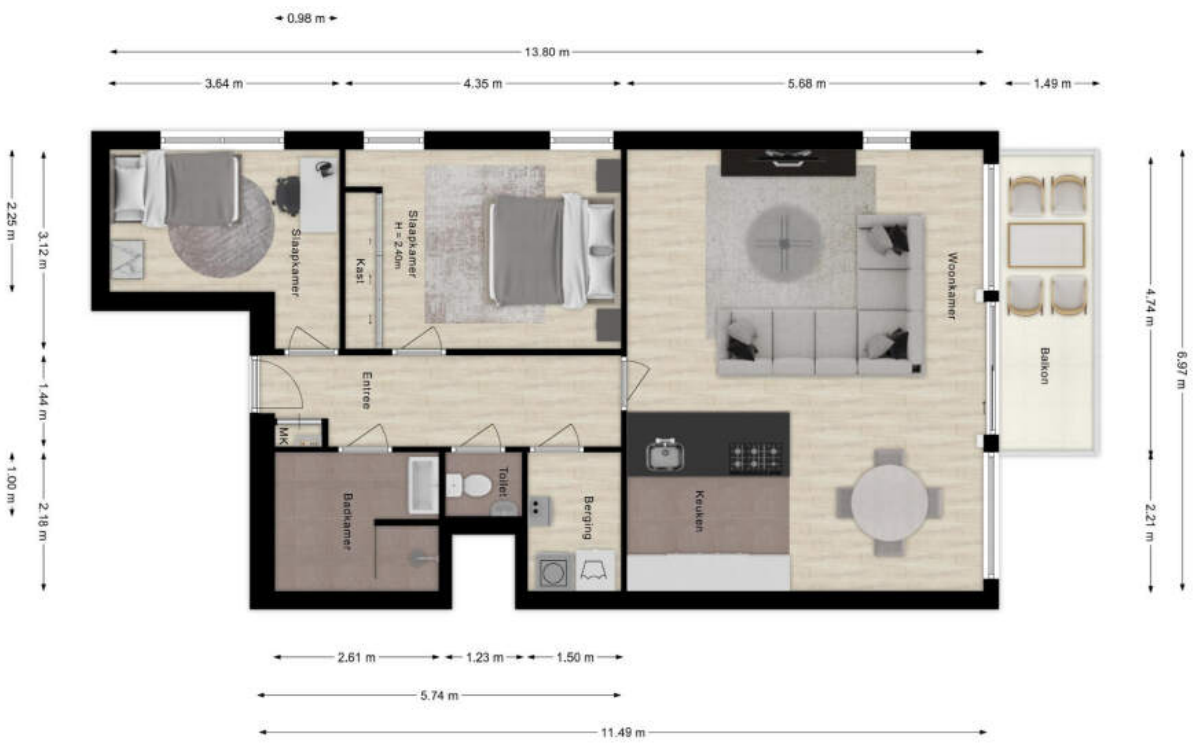 0.98 m
13.80 m
3.64 m
4.35 m
5.68 m
1.49 m
2.25 m
3.12 m
Slaapkamer
Kast
Slaapkamer
H = 2.40m
Woonkamer
Balkon
4.74 m
6.97 m
1.44 m
Entree
MK
1.00 m
2.18 m
Badkamer
Toilet
Berging
Keuken
2.21 m
2.61 m
1.23 m
1.50 m
5.74 m
11.49 m